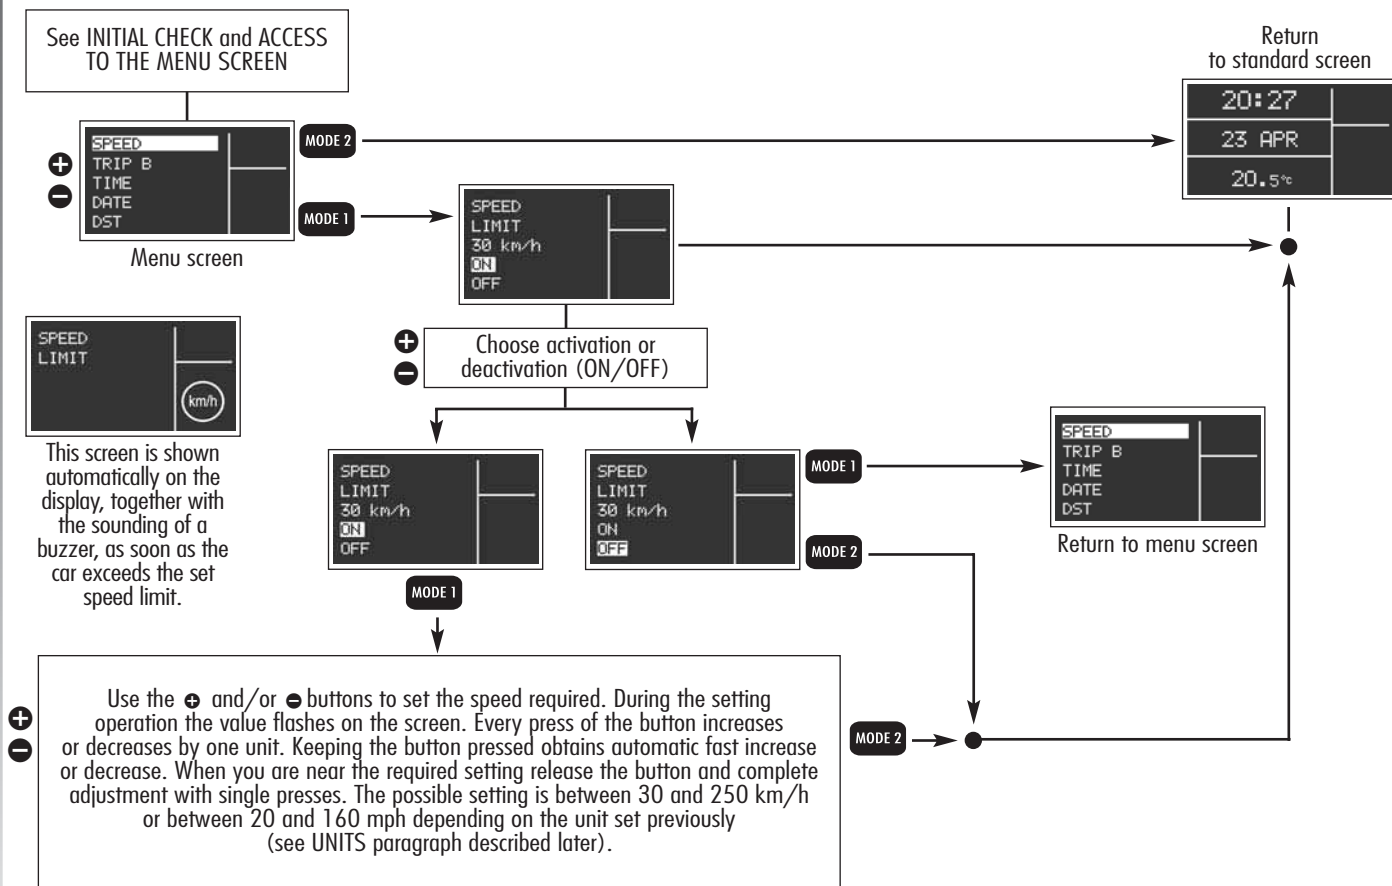 See INITIAL CHECK and ACCESS
TO THE MENU SCREEN
Return
to standard screen
20:27
23 APR
20.5°c
SPEED
TRIP B
TIME
DATE
DST
MODE 2
MODE 1
Menu screen
SPEED
LIMIT
30 km/h
ON
OFF
SPEED
LIMIT
km/h
This screen is shown
automatically on the
display, together with
the sounding of a
buzzer, as soon as the
car exceeds the set
speed limit.
Choose activation or
deactivation (ON/OFF)
SPEED
LIMIT
30 km/h
ON
OFF
MODE 1
SPEED
LIMIT
30 km/h
ON
OFF
MODE 1
MODE 2
SPEED
TRIP B
TIME
DATE
DST
Return to menu screen
Use the + and/or - buttons to set the speed required. During the setting
operation the value flashes on the screen. Every press of the button increases
or decreases by one unit. Keeping the button pressed obtains automatic fast increase
or decrease. When you are near the required setting release the button and complete
adjustment with single presses. The possible setting is between 30 and 250 km/h
or between 20 and 160 mph depending on the unit set previously
(see UNITS paragraph described later).
MODE 2